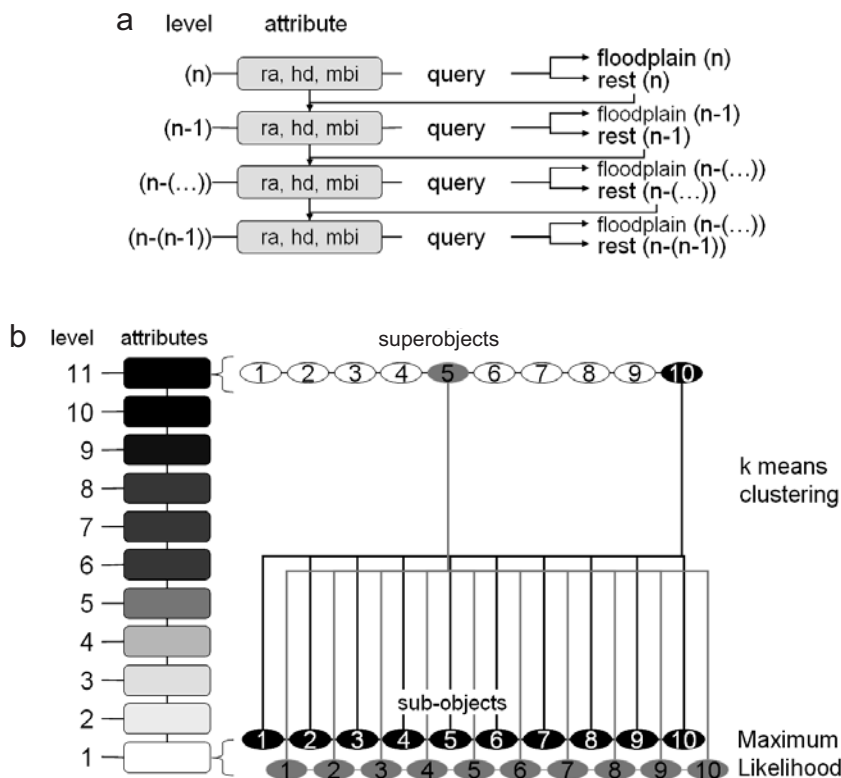 a level attribute
(n) ra, hd, mbi query floodplain (n)
rest (n)
(n-1) ra, hd, mbi query floodplain (n-1)
rest (n-1)
(n-(...)) ra, hd, mbi query floodplain (n-(...))
rest (n-(...))
(n-(n-1)) ra, hd, mbi query floodplain (n-(...))
rest (n-(n-1))
b level attributes superobjects
11 1 2 3 4 5 6 7 8 9 10
10
9
k means
clustering
8
7
6
5
4
3
sub-objects
2
1 2 3 4 5 6 7 8 9 10 Maximum
1
1 2 3 4 5 6 7 8 9 10 Likelihood